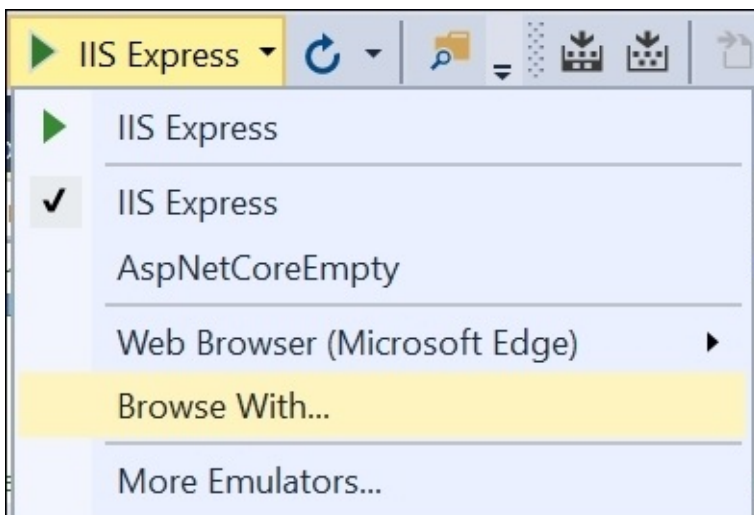 IIS Express
IIS Express
IIS Express
AspNetCoreEmpty
Web Browser (Microsoft Edge)
Browse With...
More Emulators...